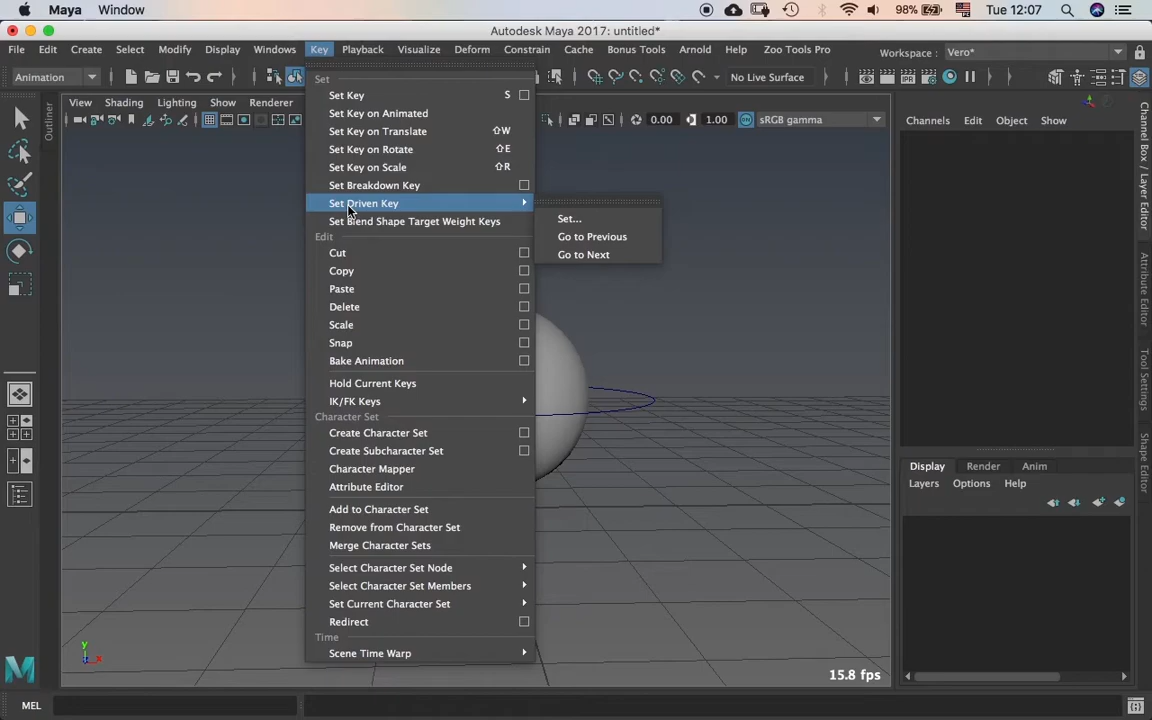 Maya Window 98% Tue 12:07
Autodesk Maya 2017: untitled*
File Edit Create Select Modify Display Windows Key Playback Visualize Deform Constrain Cache Bonus Tools Arnold Help Zoo Tools Pro Workspace : Vero*
Animation No Live Surface
View Shading Lighting Show Renderer
0.00 1.00 sRGB gamma
Outliner
Set
Set Key S
Set Key on Animated
Set Key on Translate ⇧W
Set Key on Rotate ⇧E
Set Key on Scale ⇧R
Set Breakdown Key
Set Driven Key
Set Blend Shape Target Weight Keys
Set...
Go to Previous
Go to Next
Edit
Cut
Copy
Paste
Delete
Scale
Snap
Bake Animation
Hold Current Keys
IK/FK Keys
Character Set
Create Character Set
Create Subcharacter Set
Character Mapper
Attribute Editor
Add to Character Set
Remove from Character Set
Merge Character Sets
Select Character Set Node
Select Character Set Members
Set Current Character Set
Redirect
Time
Scene Time Warp
y
x
15.8 fps
Channels Edit Object Show
Display Render Anim
Layers Options Help
Channel Box / Layer Editor
Attribute Editor
Tool Settings
Shape Editor
MEL